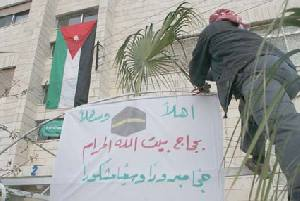 اهلاً وسهلاً
بحجاج بيت الله الحرام
حجاً مبروراً وسعياً مشكوراً